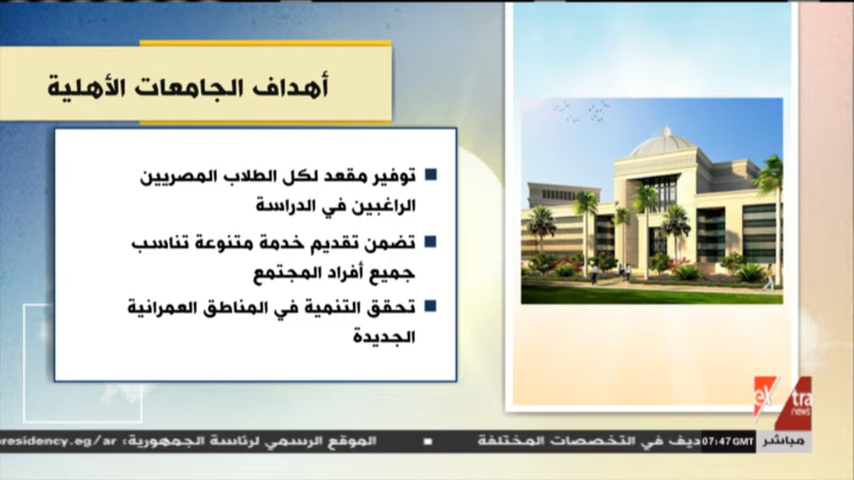 أهداف الجامعات الأهلية
توفير مقعد لكل الطلاب المصريين
الراغبين في الدراسة
تضمن تقديم خدمة متنوعة تناسب
جميع أفراد المجتمع
تحقق التنمية في المناطق العمرانية
الجديدة
extra
news
مباشر
07:47 GMT
ديف في التخصصات المختلفة ■ الموقع الرسمي لرئاسة الجمهورية: presidency.eg/ar